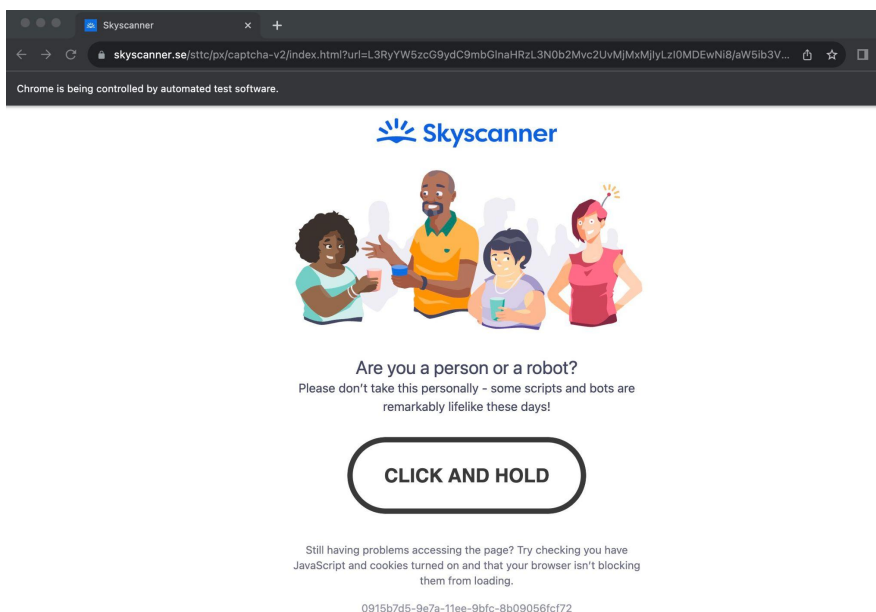 Skyscanner
skyscanner.se/sttc/px/captcha-v2/index.html?url=L3RyYW5zcG9ydC9mbGlnaHRzL3N0b2Mvc2UvMjMxMjIyLzI0MDEwNi8/aW5ib3V...
Chrome is being controlled by automated test software.
Skyscanner
Are you a person or a robot?
Please don't take this personally - some scripts and bots are
remarkably lifelike these days!
CLICK AND HOLD
Still having problems accessing the page? Try checking you have
JavaScript and cookies turned on and that your browser isn't blocking
them from loading.
0915b7d5-9e7a-11ee-9bfc-8b09056fcf72